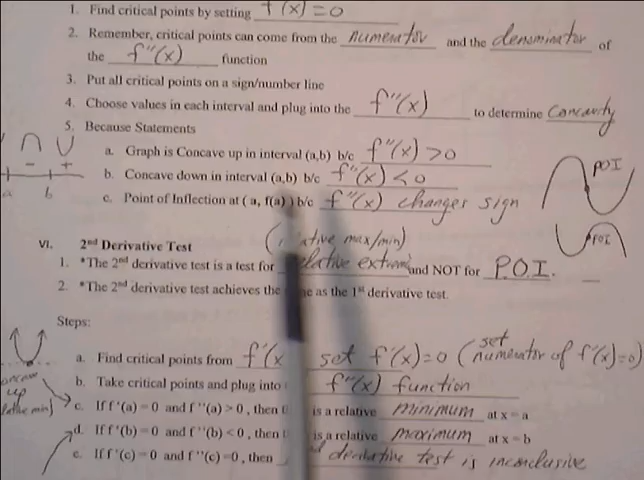 1. Find critical points by setting f''(x)=0
2. Remember, critical points can come from the numerator and the denominator of
the f''(x) function
3. Put all critical points on a sign/number line
4. Choose values in each interval and plug into the f''(x) to determine Concavity
5. Because Statements
a. Graph is Concave up in interval (a,b) b/c f''(x) > 0
b. Concave down in interval (a,b) b/c f''(x) < 0
c. Point of Inflection at ( a, f(a) ) b/c f''(x) changes sign
- +
a b
POI
POI
VI. 2nd Derivative Test (relative max/min)
1. *The 2nd derivative test is a test for relative extrema and NOT for P.O.I.
2. *The 2nd derivative test achieves the as the 1st derivative test.
Steps:
a. Find critical points from f'(x set f'(x)=0 (set numerator of f'(x)=0)
b. Take critical points and plug into f''(x) function
concave up
c. If f'(a)=0 and f''(a)>0, then is a relative minimum at x=a
d. If f'(b)=0 and f''(b)<0, then is a relative maximum at x=b
e. If f'(c)=0 and f''(c)=0, then derivative test is inconclusive